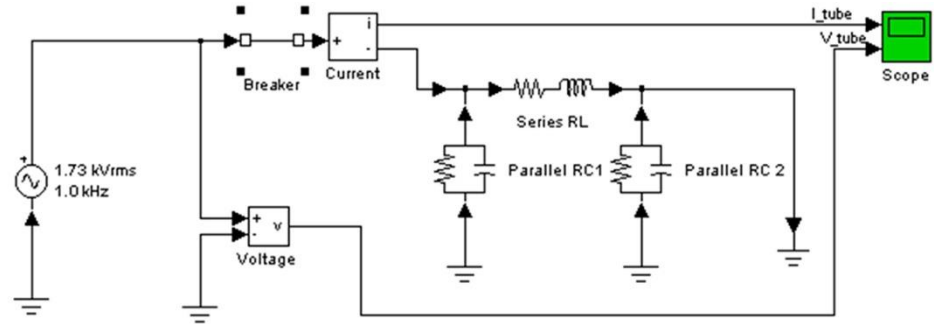 I_tube
V_tube
i
+
-
Breaker
Current
Scope
Series RL
+
1.73 kVrms
1.0 kHz
Parallel RC1
Parallel RC 2
+
-
v
Voltage